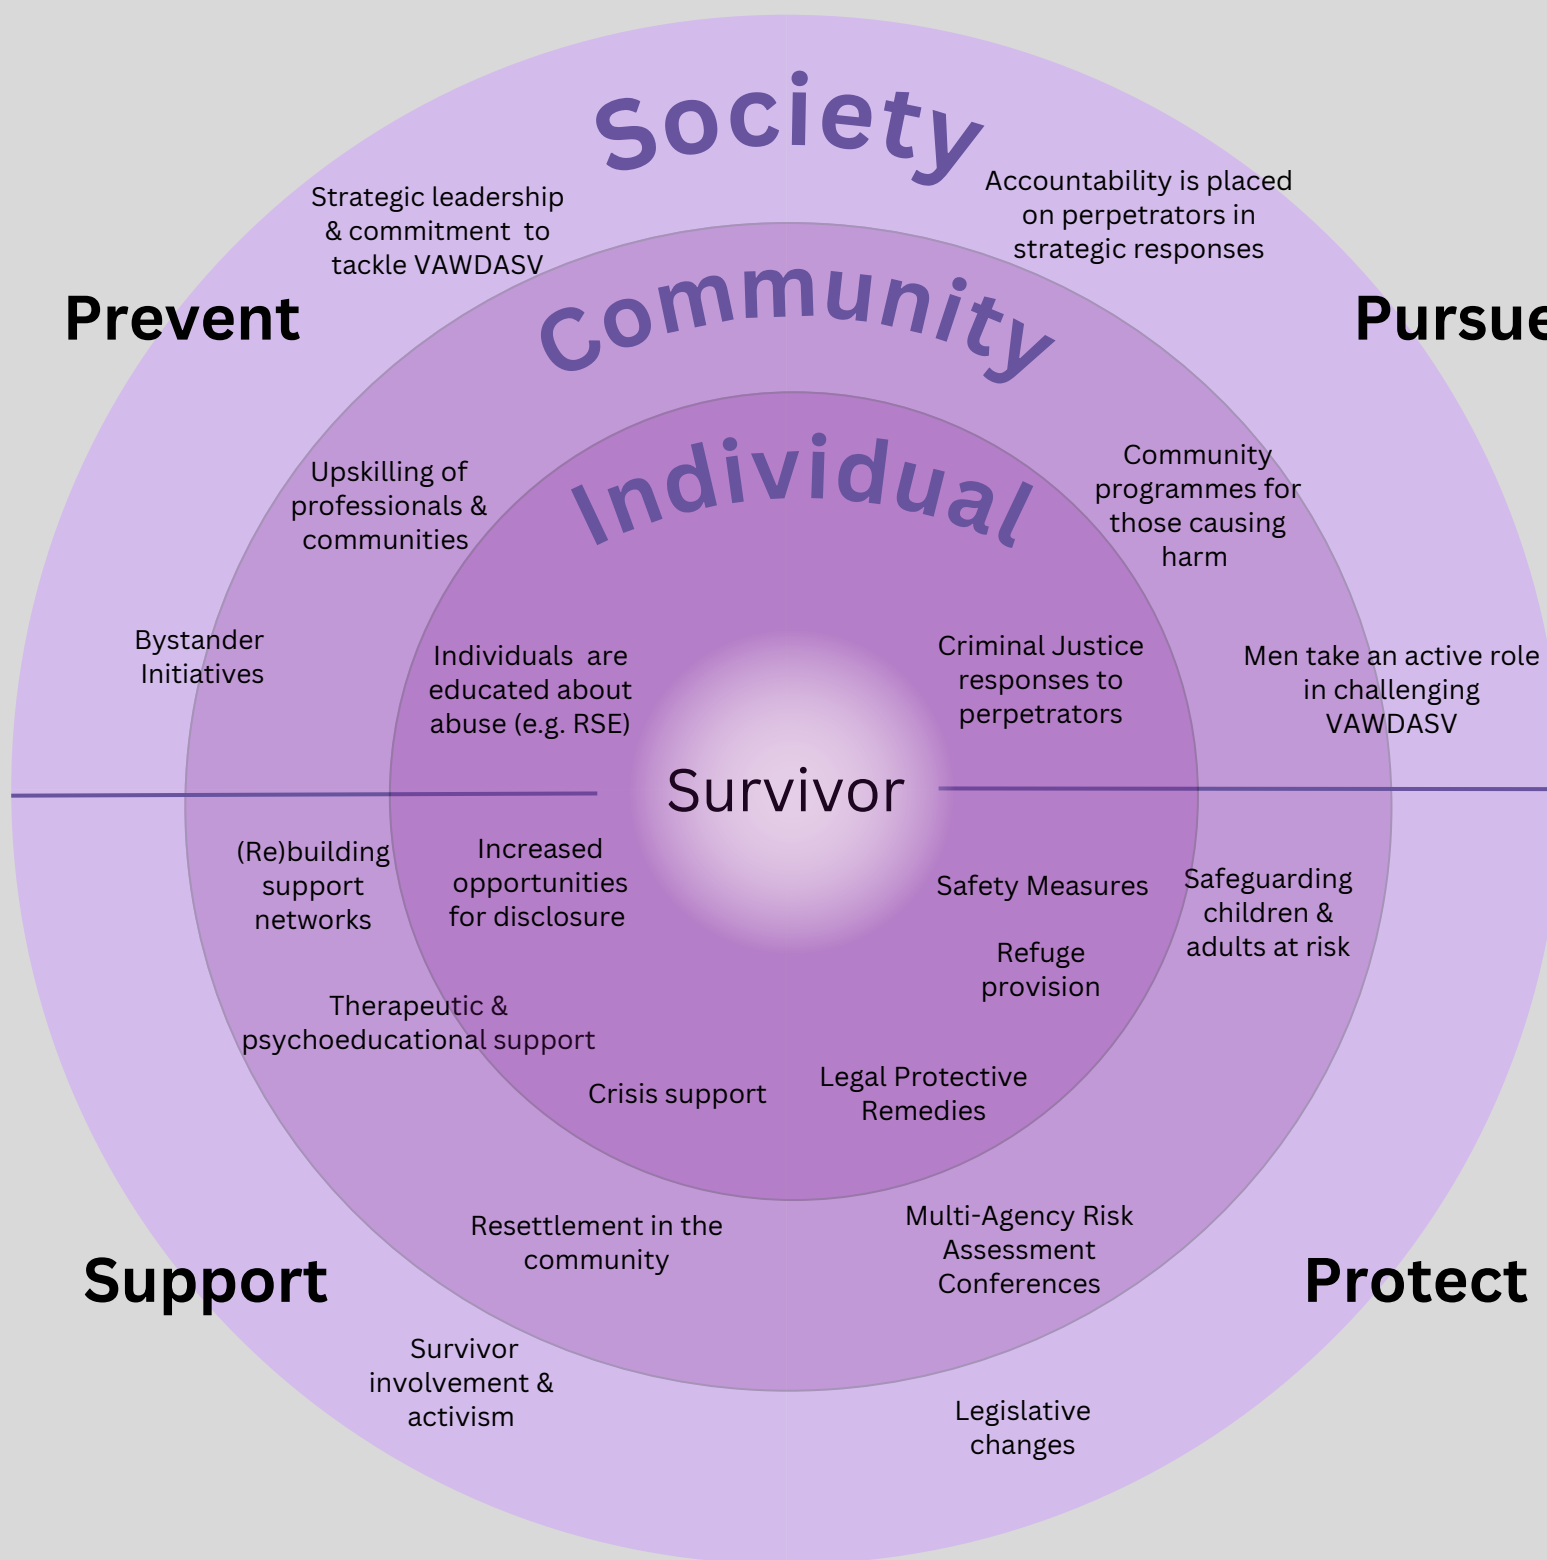 Society
Strategic leadership
& commitment to
tackle VAWDASV
Accountability is placed
on perpetrators in
strategic responses
Prevent
Pursue
Community
Upskilling of
professionals &
communities
Individual
Community
programmes for
those causing
harm
Bystander
Initiatives
Individuals are
educated about
abuse (e.g. RSE)
Criminal Justice
responses to
perpetrators
Men take an active role
in challenging
VAWDASV
Survivor
(Re)building
support
networks
Increased
opportunities
for disclosure
Safety Measures
Safeguarding
children &
adults at risk
Refuge
provision
Therapeutic &
psychoeducational support
Crisis support
Legal Protective
Remedies
Resettlement in the
community
Multi-Agency Risk
Assessment
Conferences
Support
Protect
Survivor
involvement &
activism
Legislative
changes